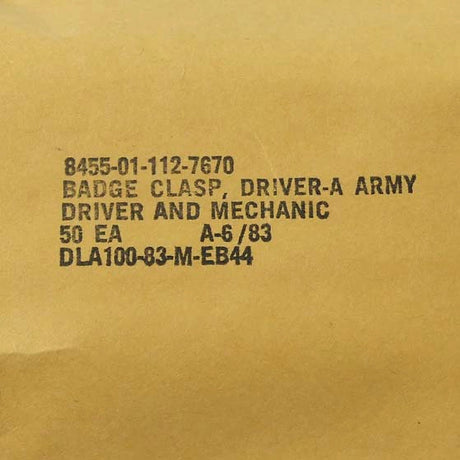 8455-01-112-7670
BADGE CLASP, DRIVER-A ARMY
DRIVER AND MECHANIC
50 EA A-6/83
DLA100-83-M-EB44